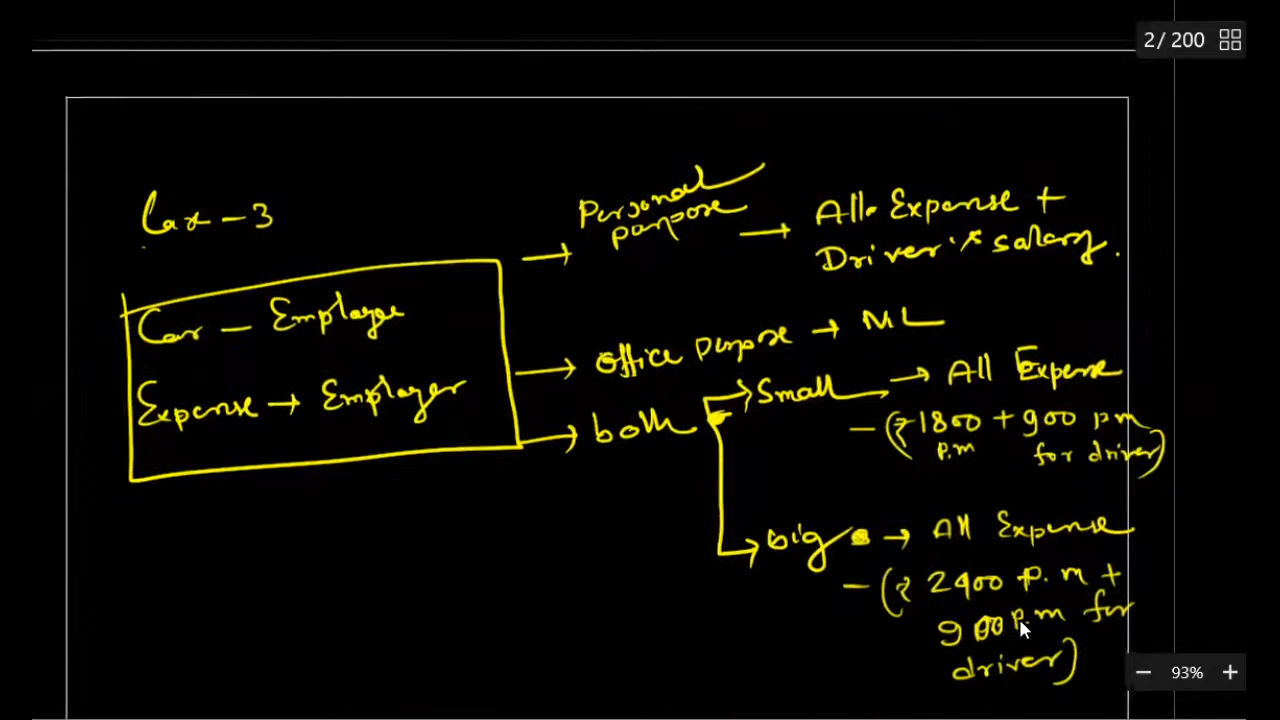 2/200
Car-3
Personal purpose → All Expense + Driver's salary.
Car - Employee
Expense → Employer
→ office purpose → ML
→ both
→ Small → All Expense
- (₹1800 + 900 p.m
p.m for driver)
→ big → All Expense
- (₹ 2400 p.m +
900 p.m for
driver)
93%